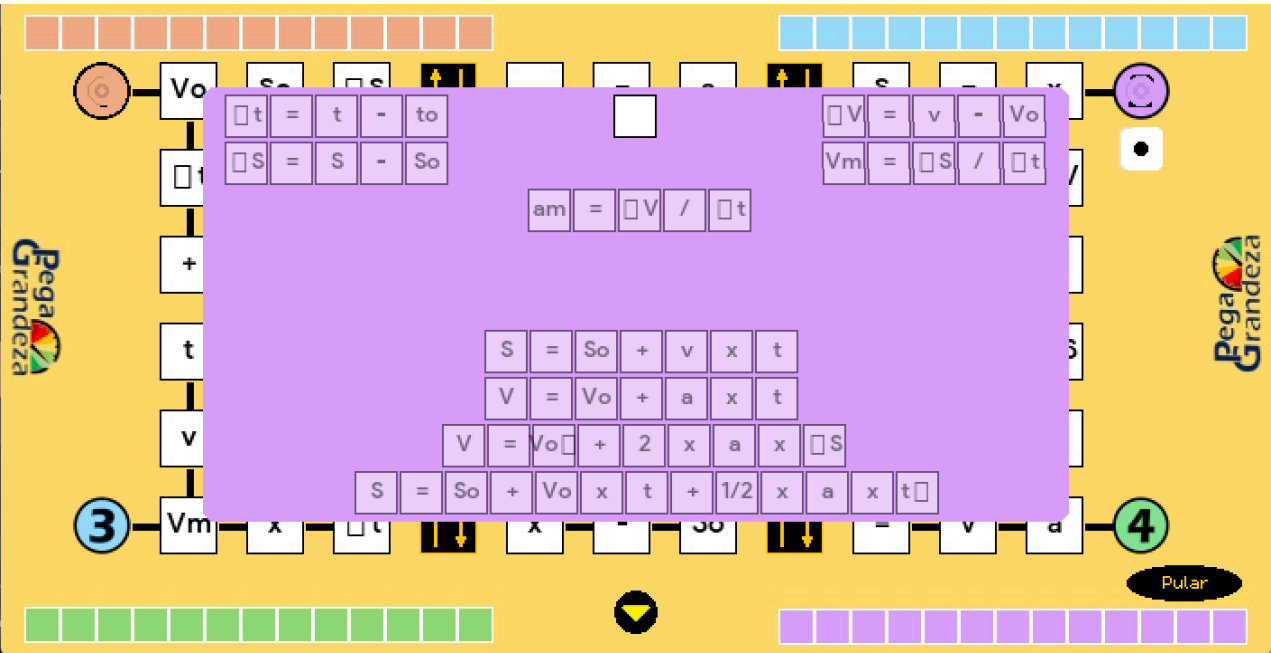 Vo So □S - S = x
□t = t - to
□V = v - Vo
□S = S - So
Vm = □S / □t
□t
am = □V / □t
+
Pega Grandeza
Pega Grandeza
S = So + v x t
t
V = Vo + a x t
v
V = Vo□ + 2 x a x □S
S = So + Vo x t + 1/2 x a x t□
3 Vm x □t x - So = v a 4
Pular